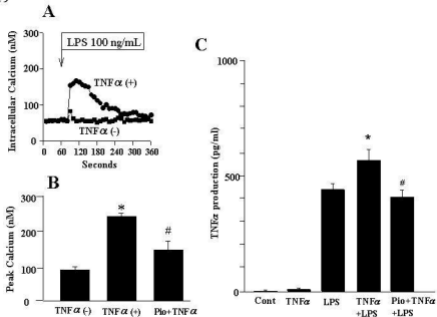 A
LPS 100 ng/mL
Intracellular Calcium (nM)
300
200
100
0
TNFα (+)
TNFα (-)
0 60 120 180 240 300 360
Seconds
B
Peak Calcium (nM)
300
200
100
0
*
#
TNFα (-) TNFα (+) Pio+TNFα
C
TNFα production (pg/ml)
1000
500
0
*
#
Cont TNFα LPS TNFα Pio+TNFα
+LPS +LPS